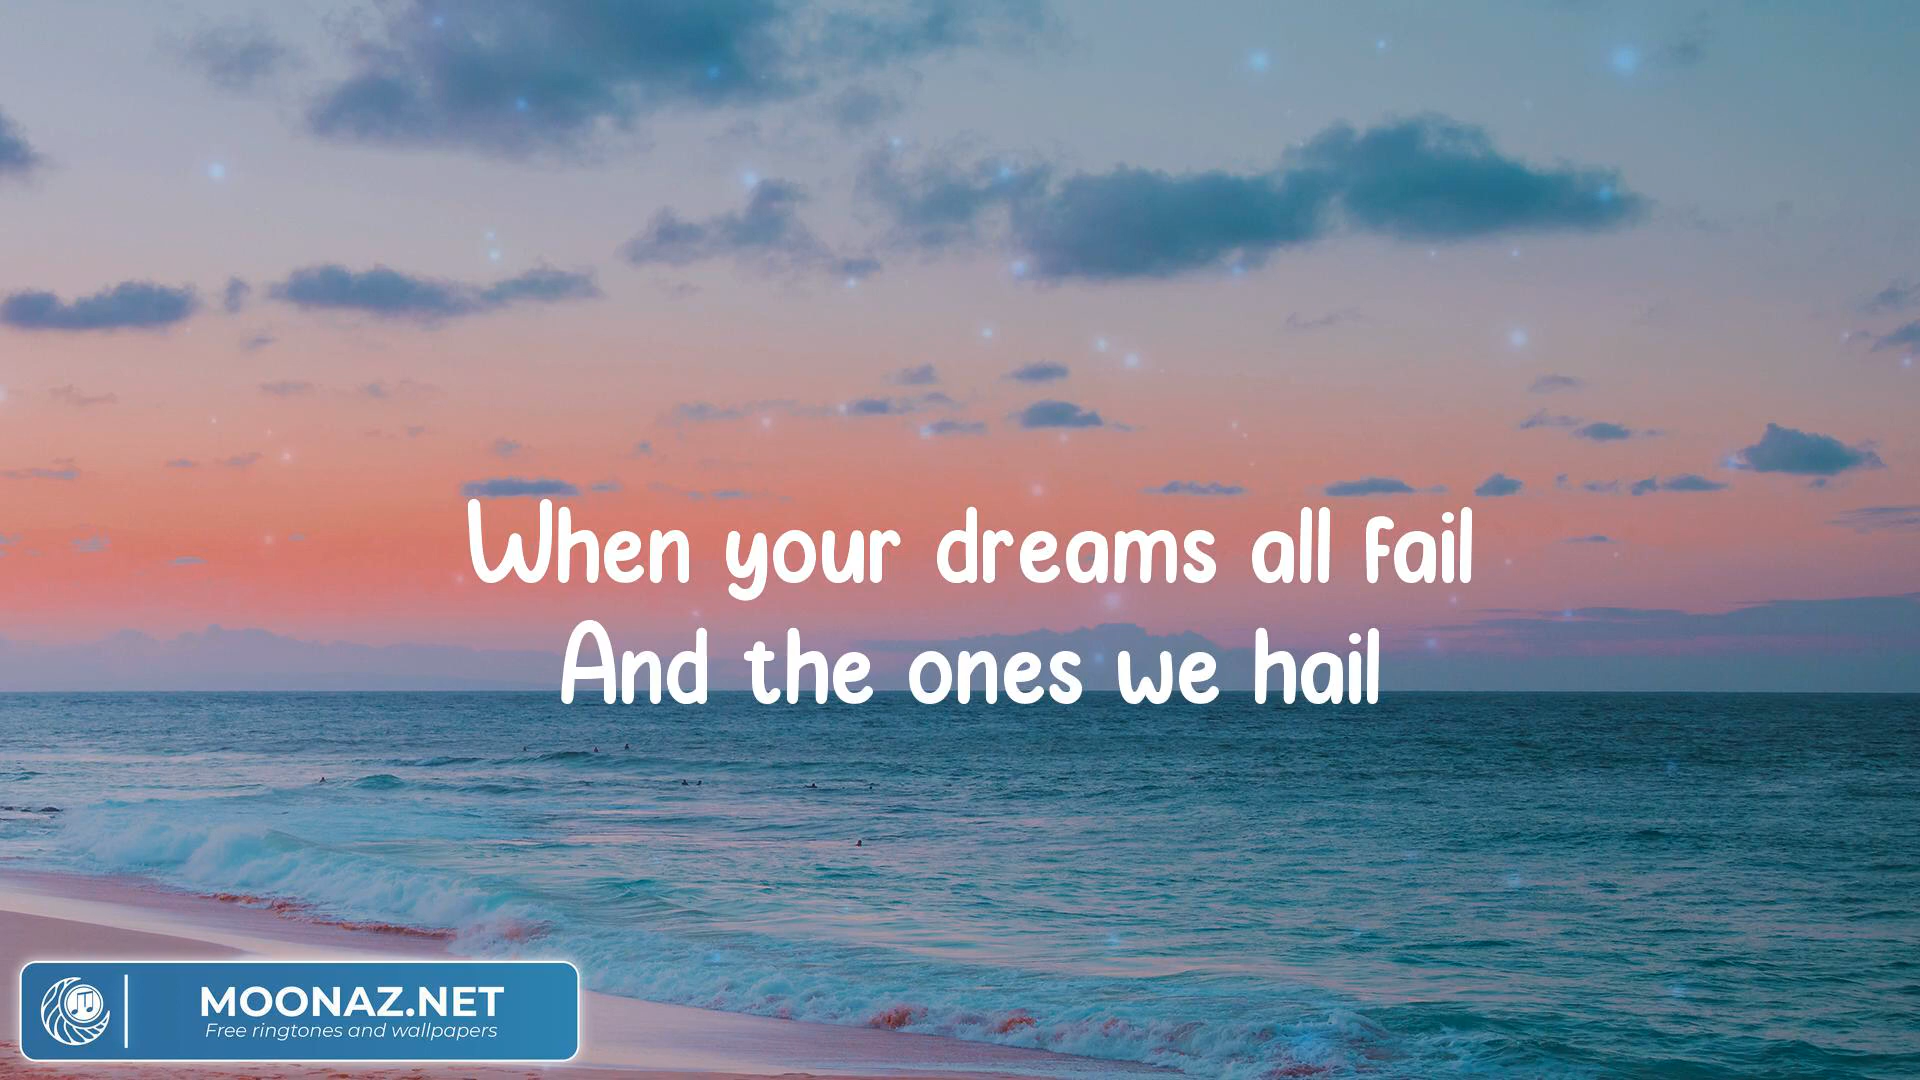 When your dreams all fail
And the ones we hail
MOONAZ.NET
Free ringtones and wallpapers